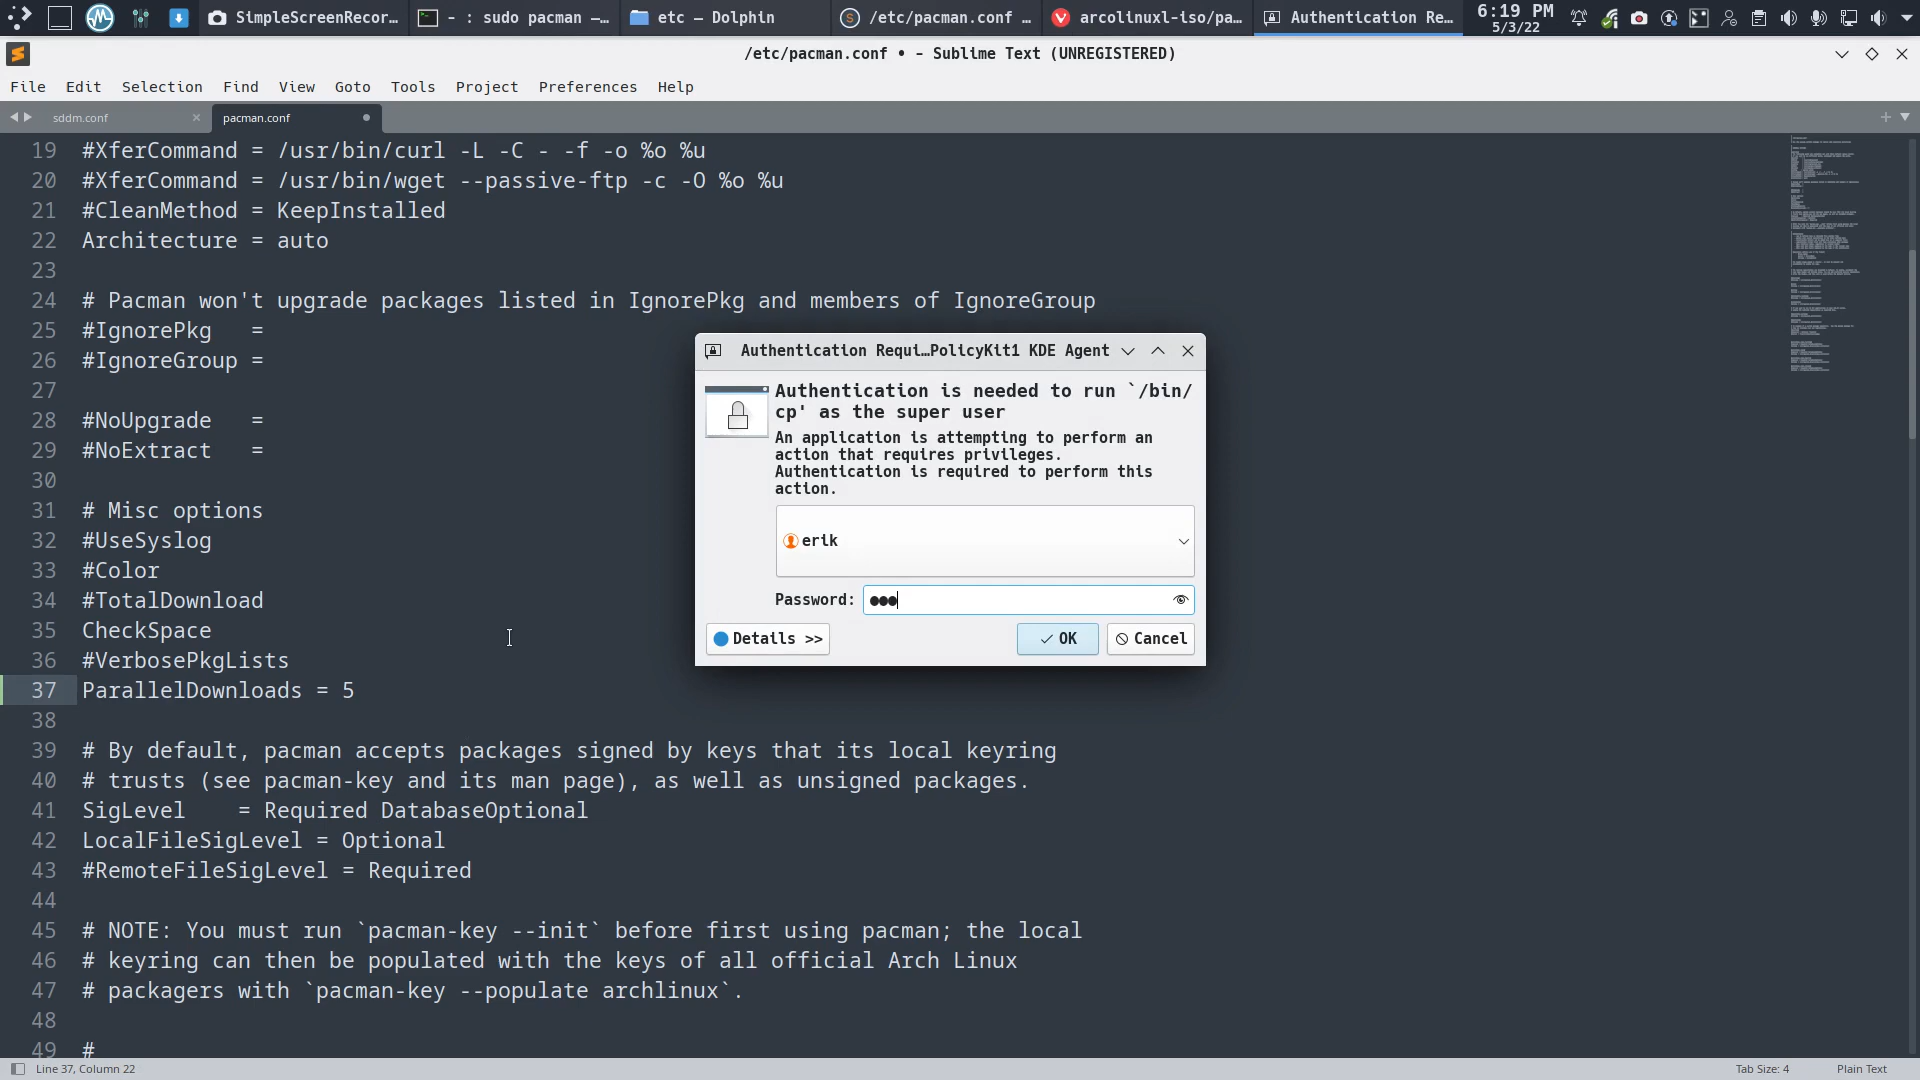 SimpleScreenRecor...
- : sudo pacman —...
etc — Dolphin
/etc/pacman.conf ...
arcolinuxl-iso/pa...
Authentication Re...
6:19 PM
5/3/22
/etc/pacman.conf • - Sublime Text (UNREGISTERED)
File Edit Selection Find View Goto Tools Project Preferences Help
sddm.conf
pacman.conf
19 #XferCommand = /usr/bin/curl -L -C - -f -o %o %u
20 #XferCommand = /usr/bin/wget --passive-ftp -c -O %o %u
21 #CleanMethod = KeepInstalled
22 Architecture = auto
23
24 # Pacman won't upgrade packages listed in IgnorePkg and members of IgnoreGroup
25 #IgnorePkg   =
26 #IgnoreGroup =
27
28 #NoUpgrade   =
29 #NoExtract   =
30
31 # Misc options
32 #UseSyslog
33 #Color
34 #TotalDownload
35 CheckSpace
36 #VerbosePkgLists
37 ParallelDownloads = 5
38
39 # By default, pacman accepts packages signed by keys that its local keyring
40 # trusts (see pacman-key and its man page), as well as unsigned packages.
41 SigLevel    = Required DatabaseOptional
42 LocalFileSigLevel = Optional
43 #RemoteFileSigLevel = Required
44
45 # NOTE: You must run `pacman-key --init` before first using pacman; the local
46 # keyring can then be populated with the keys of all official Arch Linux
47 # packagers with `pacman-key --populate archlinux`.
48
49 #
Authentication Requi…PolicyKit1 KDE Agent
Authentication is needed to run `/bin/
cp' as the super user
An application is attempting to perform an
action that requires privileges.
Authentication is required to perform this
action.
erik
Password: ●●●
Details >>
OK
Cancel
Line 37, Column 22
Tab Size: 4
Plain Text